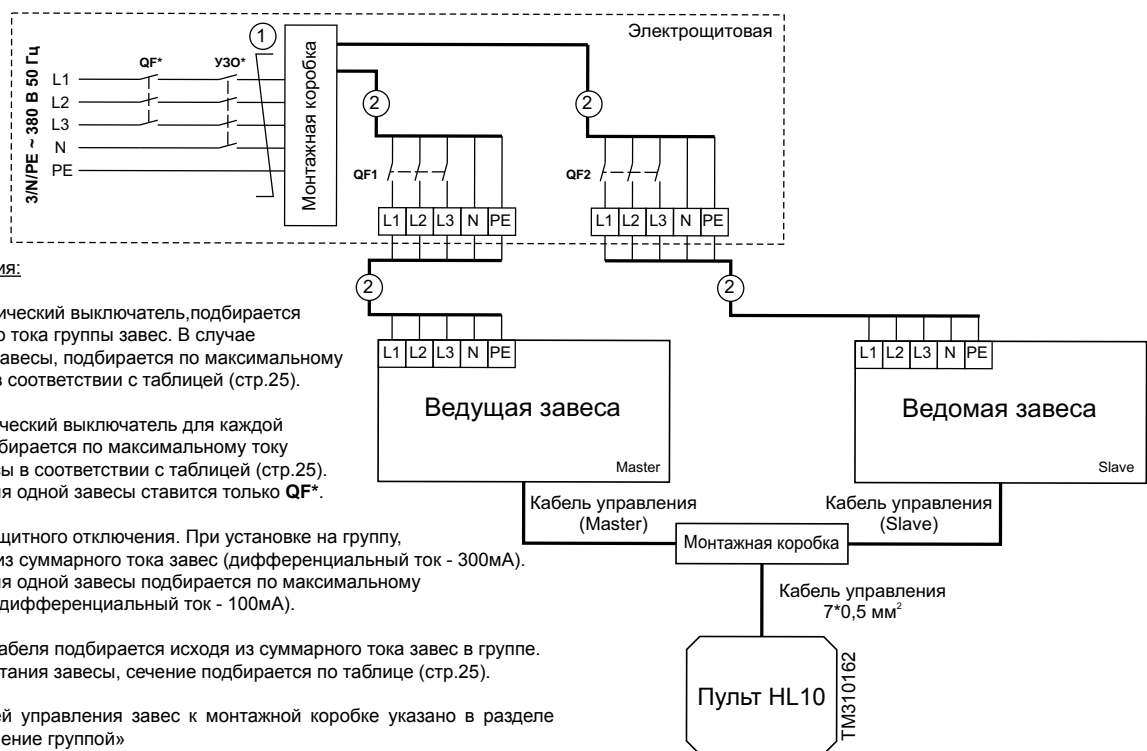 Электрощитовая
3/N/PE ~ 380 В 50 Гц
QF*
УЗО*
1
L1
L2
L3
N
PE
Монтажная коробка
2
2
QF1
QF2
L1 L2 L3 N PE
L1 L2 L3 N PE
2
2
ия:
ический выключатель,подбирается
о тока группы завес. В случае
авесы, подбирается по максимальному
в соответствии с таблицей (стр.25).
ический выключатель для каждой
бирается по максимальному току
ы в соответствии с таблицей (стр.25).
ия одной завесы ставится только QF*.
щитного отключения. При установке на группу,
из суммарного тока завес (дифференциальный ток - 300мА).
ия одной завесы подбирается по максимальному
дифференциальный ток - 100мА).
абеля подбирается исходя из суммарного тока завес в группе.
тания завесы, сечение подбирается по таблице (стр.25).
ей управления завес к монтажной коробке указано в разделе
ение группой»
L1 L2 L3 N PE
Ведущая завеса
Master
L1 L2 L3 N PE
Ведомая завеса
Slave
Кабель управления
(Master)
Кабель управления
(Slave)
Монтажная коробка
Кабель управления
7*0,5 мм²
Пульт HL10
TM310162